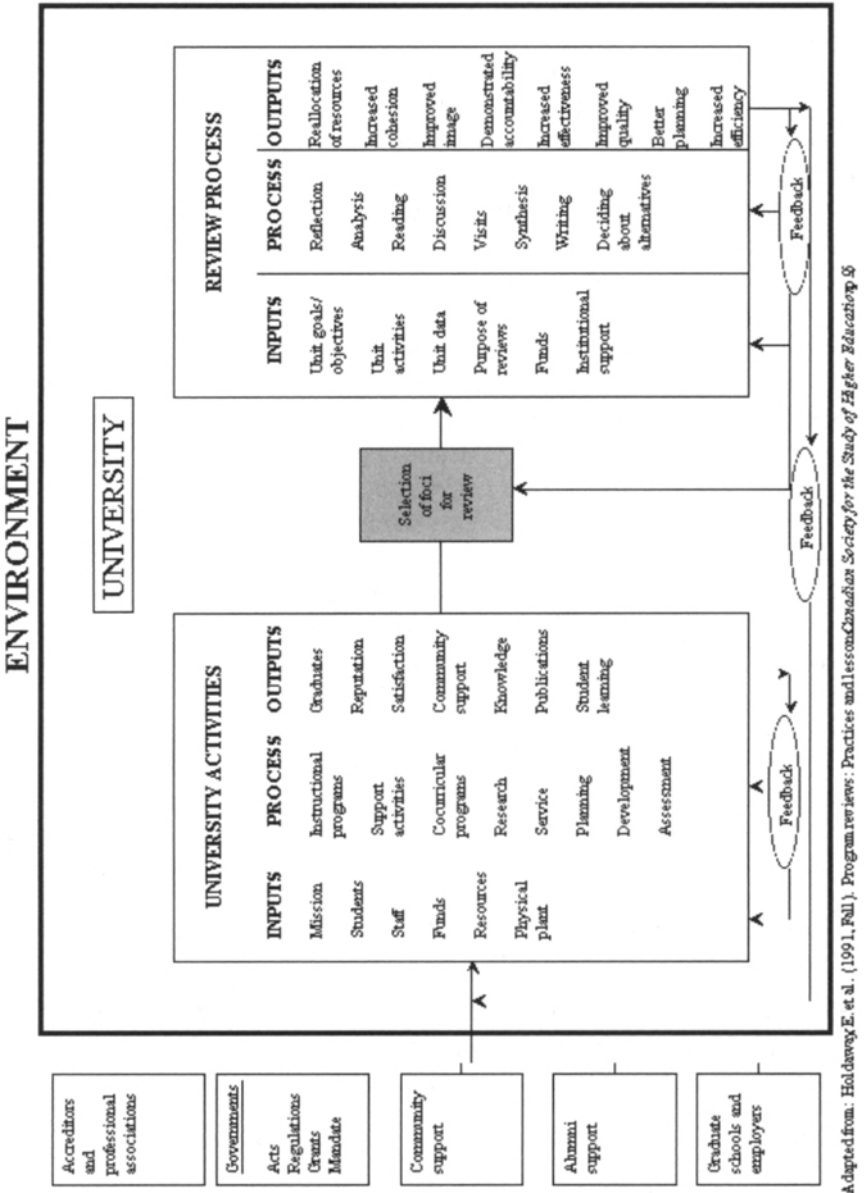 ENVIRONMENT
UNIVERSITY
Accreditors
and
professional
associations
Governments
Acts
Regulations
Grants
Mandate
Community
support
Alumni
support
Graduate
schools and
employers
UNIVERSITY ACTIVITIES
INPUTS
Mission
Students
Staff
Funds
Resources
Physical
plant
PROCESS
Instructional
programs
Support
activities
Cocurricular
programs
Research
Service
Planning
Development
Assessment
OUTPUTS
Graduates
Reputation
Satisfaction
Community
support
Knowledge
Publications
Student
learning
Feedback
Selection
of foci
for
review
Feedback
REVIEW PROCESS
INPUTS
Unit goals/
objectives
Unit
activities
Unit data
Purpose of
reviews
Funds
Institutional
support
PROCESS
Reflection
Analysis
Reading
Discussion
Visits
Synthesis
Writing
Deciding
about
alternatives
OUTPUTS
Reallocation
of resources
Increased
cohesion
Improved
image
Demonstrated
accountability
Increased
effectiveness
Improved
quality
Better
planning
Increased
efficiency
Feedback
Adapted from: Holdaway, E. et al. (1991, Fall). Program reviews: Practices and lessons. Canadian Society for the Study of Higher Education, p